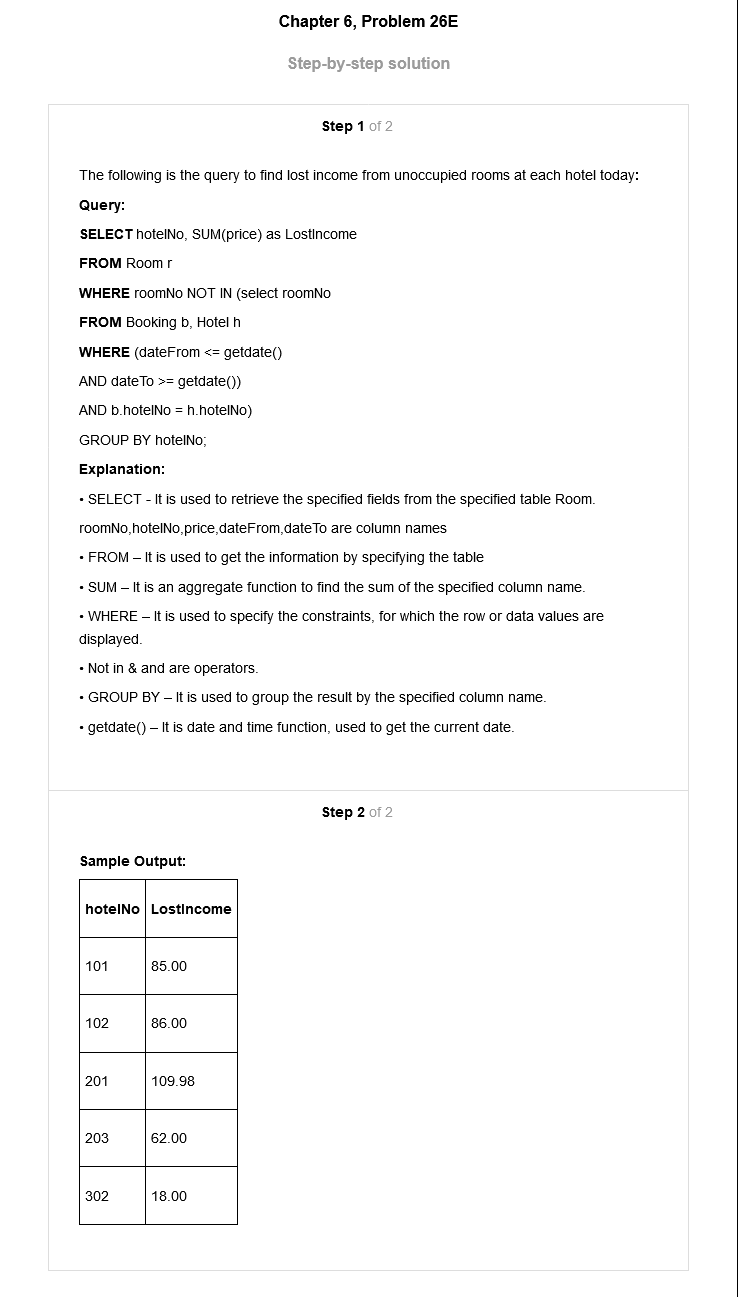 Chapter 6, Problem 26E
Step-by-step solution
Step 1 of 2
The following is the query to find lost income from unoccupied rooms at each hotel today:
Query:
SELECT hotelNo, SUM(price) as LostIncome
FROM Room r
WHERE roomNo NOT IN (select roomNo
FROM Booking b, Hotel h
WHERE (dateFrom <= getdate()
AND dateTo >= getdate())
AND b.hotelNo = h.hotelNo)
GROUP BY hotelNo;
Explanation:
• SELECT - It is used to retrieve the specified fields from the specified table Room.
roomNo,hotelNo,price,dateFrom,dateTo are column names
• FROM – It is used to get the information by specifying the table
• SUM – It is an aggregate function to find the sum of the specified column name.
• WHERE – It is used to specify the constraints, for which the row or data values are
displayed.
• Not in & and are operators.
• GROUP BY – It is used to group the result by the specified column name.
• getdate() – It is date and time function, used to get the current date.
Step 2 of 2
Sample Output:
hotelNo LostIncome
101 85.00
102 86.00
201 109.98
203 62.00
302 18.00